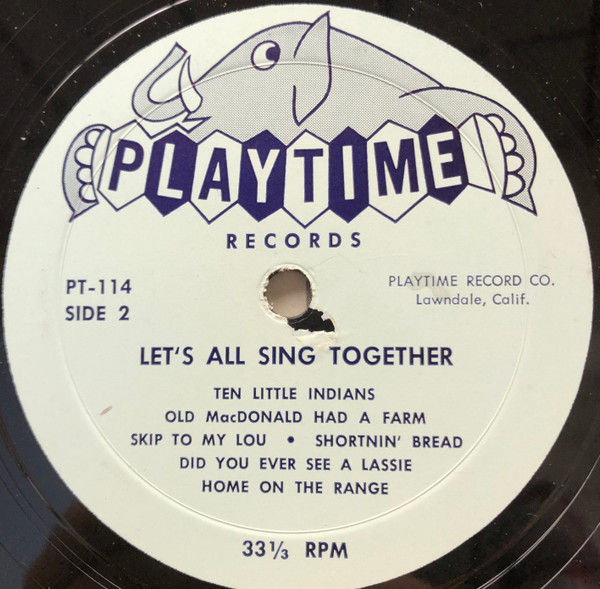 PLAYTIME
RECORDS
PT-114
SIDE 2
PLAYTIME RECORD CO.
Lawndale, Calif.
LET'S ALL SING TOGETHER
TEN LITTLE INDIANS
OLD MacDONALD HAD A FARM
SKIP TO MY LOU • SHORTNIN' BREAD
DID YOU EVER SEE A LASSIE
HOME ON THE RANGE
33⅓ RPM